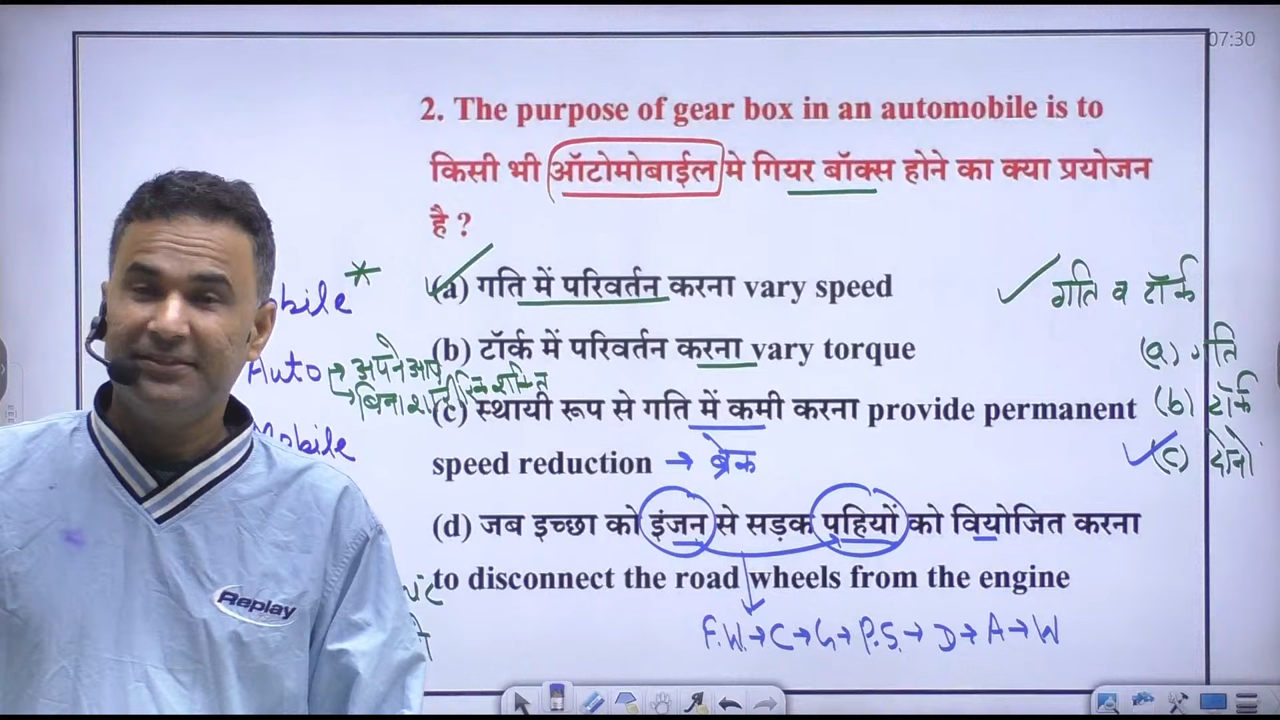 07:30
2. The purpose of gear box in an automobile is to
किसी भी ऑटोमोबाईल मे गियर बॉक्स होने का क्या प्रयोजन
है ?
(a) गति में परिवर्तन करना vary speed
(b) टॉर्क में परिवर्तन करना vary torque
(c) स्थायी रूप से गति में कमी करना provide permanent
speed reduction → ब्रेक
(d) जब इच्छा को इंजन से सड़क पहियों को वियोजित करना
to disconnect the road wheels from the engine
F.W. → C → G → P.S. → D → A → W
bile *
Auto → अपने आप
→ बिना शारीरिक शक्ति
Mobile
✓ गति व टॉर्क
(a) गति
(b) टॉर्क
✓ (c) दोनों
Replay